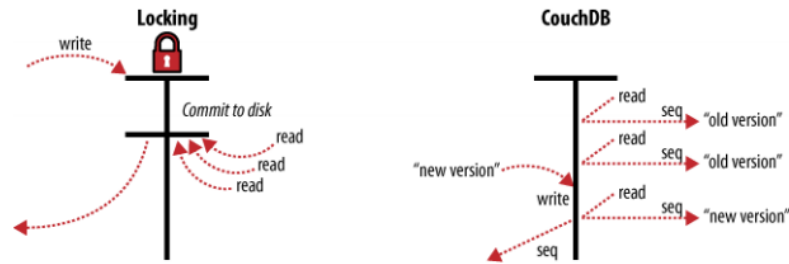 Locking
write
Commit to disk
read
read
read
CouchDB
read
seq
"old version"
read
seq
"old version"
"new version"
write
read
seq
"new version"
seq